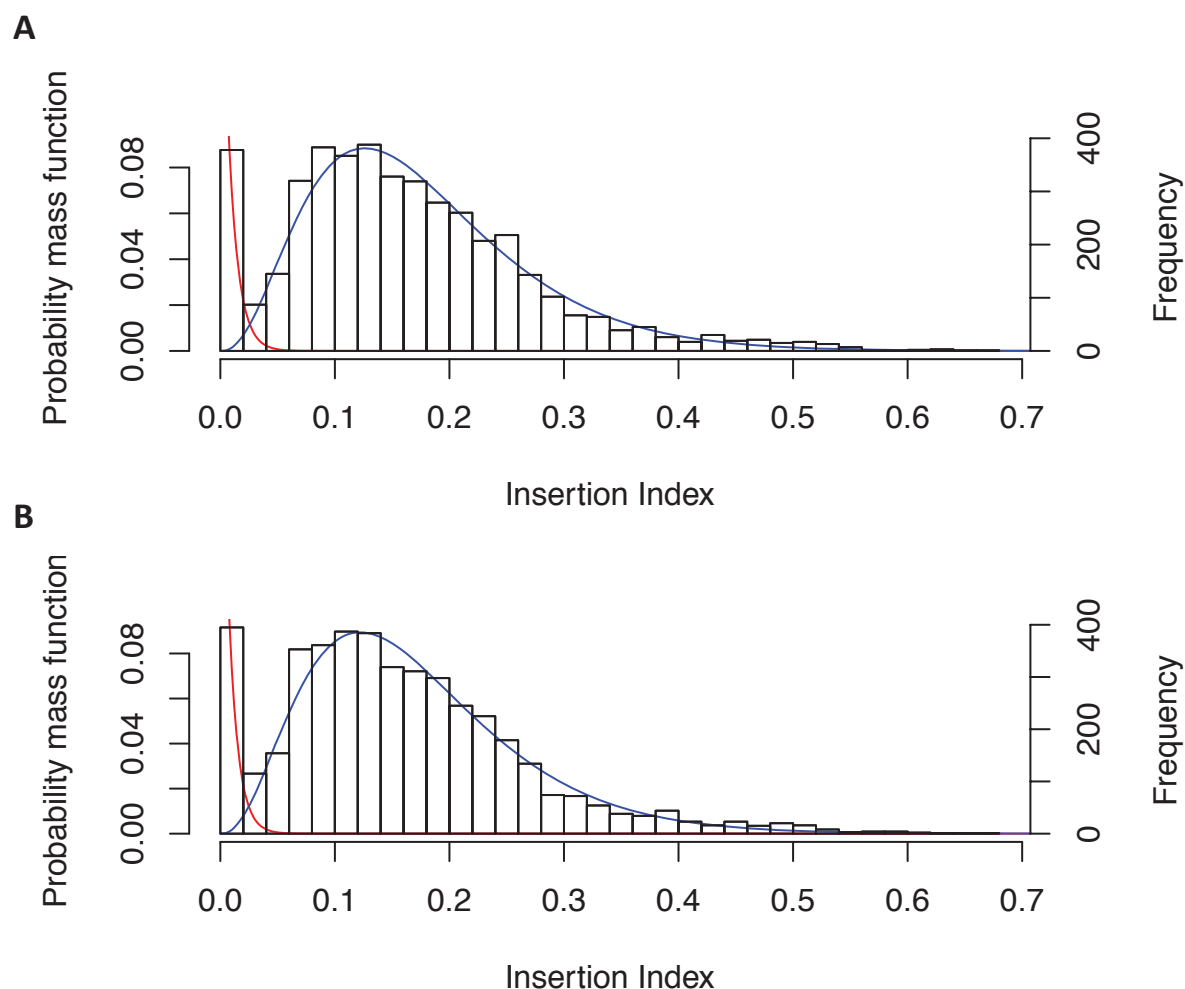 A
Probability mass function
0.00 0.04 0.08
0 200 400
Frequency
0.0 0.1 0.2 0.3 0.4 0.5 0.6 0.7
Insertion Index
B
Probability mass function
0.00 0.04 0.08
0 200 400
Frequency
0.0 0.1 0.2 0.3 0.4 0.5 0.6 0.7
Insertion Index